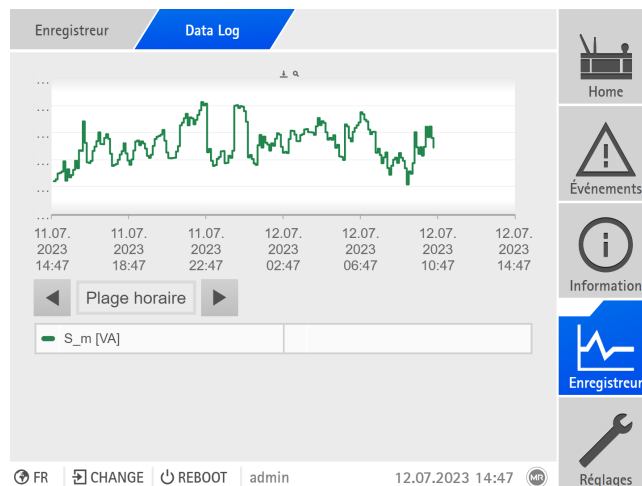 Enregistreur
Data Log
Home
Événements
Information
Enregistreur
Réglages
...
...
...
...
...
...
11.07. 11.07. 11.07. 12.07. 12.07. 12.07. 12.07.
2023 2023 2023 2023 2023 2023 2023
14:47 18:47 22:47 02:47 06:47 10:47 14:47
Plage horaire
S_m [VA]
FR CHANGE REBOOT admin 12.07.2023 14:47 MR